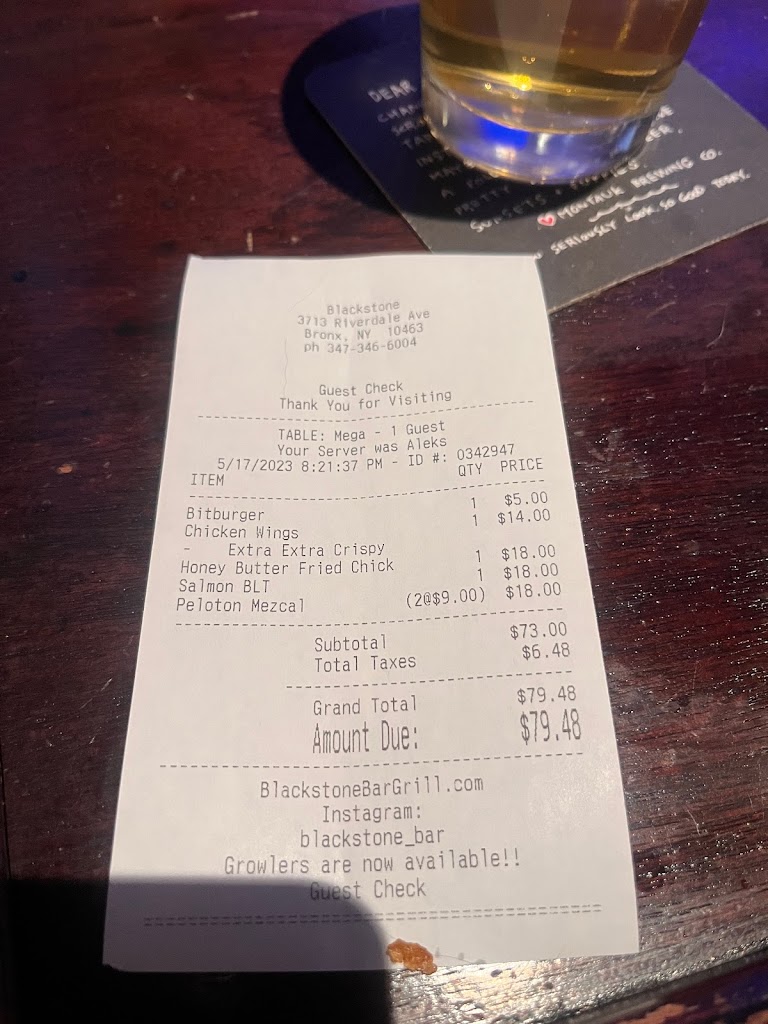 DEAR
MONTAUK BREWING CO.
SERIOUSLY LOOK SO GOOD TODAY.
Blackstone
3713 Riverdale Ave
Bronx, NY 10463
ph 347-346-6004
Guest Check
Thank You for Visiting
TABLE: Mega - 1 Guest
Your Server was Aleks
5/17/2023 8:21:37 PM - ID #: 0342947
ITEM QTY PRICE
Bitburger 1 $5.00
Chicken Wings 1 $14.00
- Extra Extra Crispy
Honey Butter Fried Chick 1 $18.00
Salmon BLT 1 $18.00
Peloton Mezcal (2@$9.00) $18.00
Subtotal $73.00
Total Taxes $6.48
Grand Total $79.48
Amount Due: $79.48
BlackstoneBarGrill.com
Instagram:
blackstone_bar
Growlers are now available!!
Guest Check